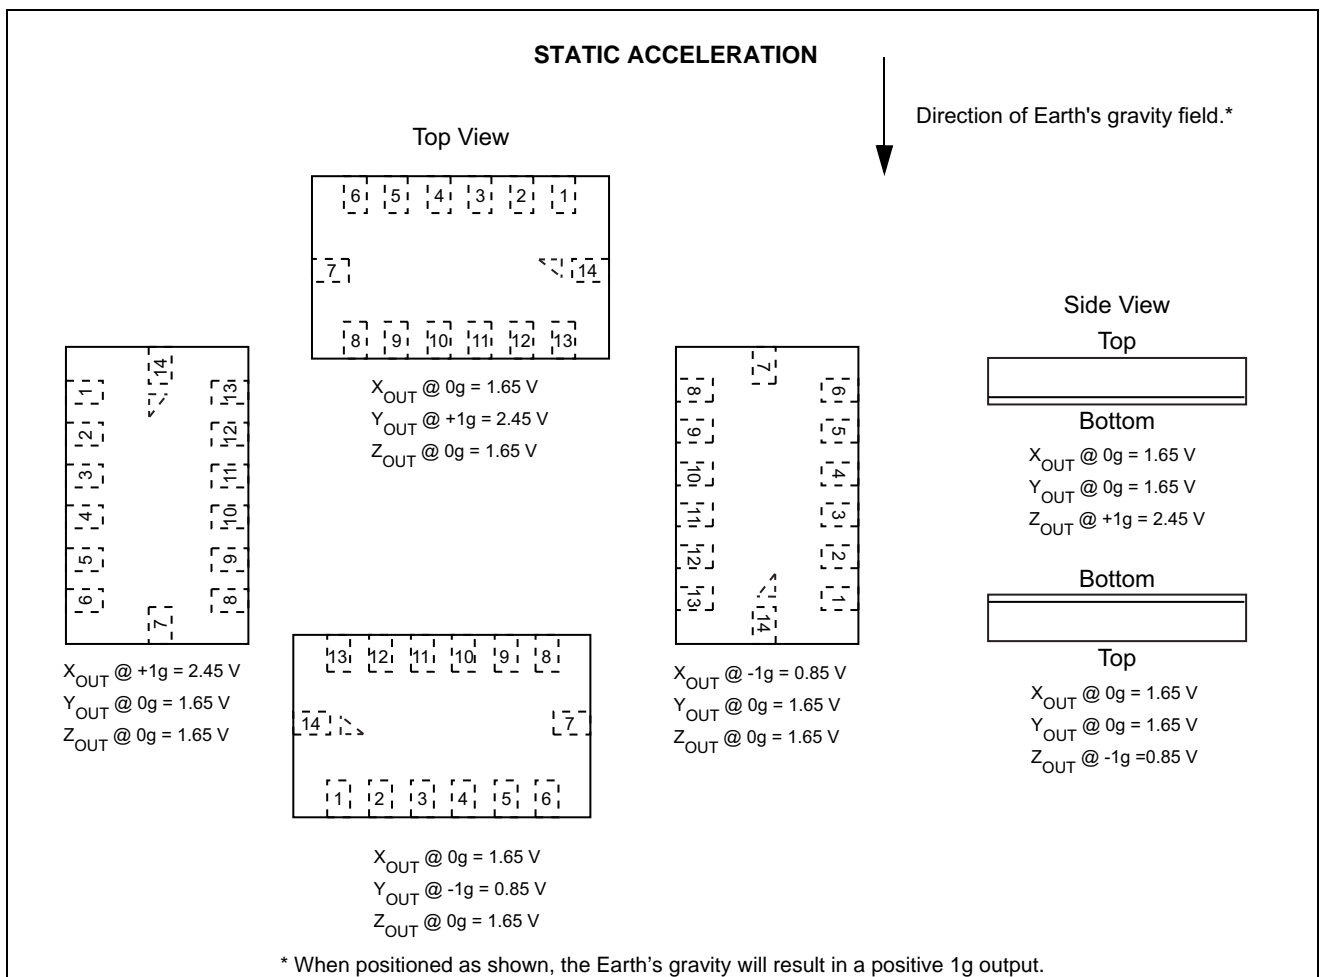 STATIC ACCELERATION
Direction of Earth's gravity field.*
Top View
6 5 4 3 2 1
7 14
8 9 10 11 12 13
X_OUT @ 0g = 1.65 V
Y_OUT @ +1g = 2.45 V
Z_OUT @ 0g = 1.65 V
14
1 13
2 12
3 11
4 10
5 9
6 8
7
X_OUT @ +1g = 2.45 V
Y_OUT @ 0g = 1.65 V
Z_OUT @ 0g = 1.65 V
13 12 11 10 9 8
14 7
1 2 3 4 5 6
X_OUT @ 0g = 1.65 V
Y_OUT @ -1g = 0.85 V
Z_OUT @ 0g = 1.65 V
7
8 6
9 5
10 4
11 3
12 2
13 1
14
X_OUT @ -1g = 0.85 V
Y_OUT @ 0g = 1.65 V
Z_OUT @ 0g = 1.65 V
Side View
Top
Bottom
X_OUT @ 0g = 1.65 V
Y_OUT @ 0g = 1.65 V
Z_OUT @ +1g = 2.45 V
Bottom
Top
X_OUT @ 0g = 1.65 V
Y_OUT @ 0g = 1.65 V
Z_OUT @ -1g =0.85 V
* When positioned as shown, the Earth's gravity will result in a positive 1g output.